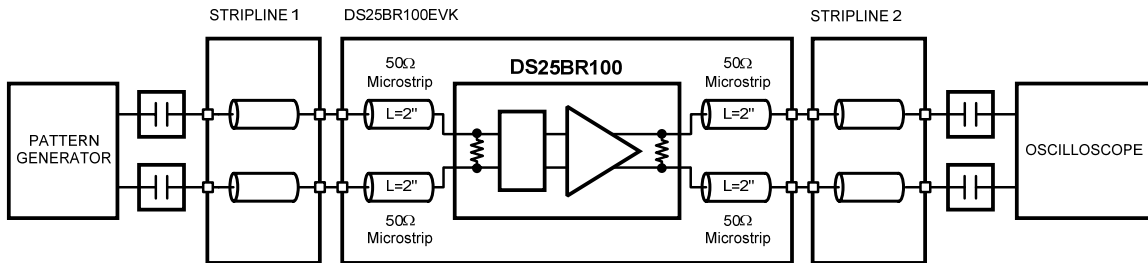 STRIPLINE 1
DS25BR100EVK
STRIPLINE 2
50Ω
Microstrip
DS25BR100
50Ω
Microstrip
L=2"
L=2"
PATTERN
GENERATOR
OSCILLOSCOPE
L=2"
L=2"
50Ω
Microstrip
50Ω
Microstrip